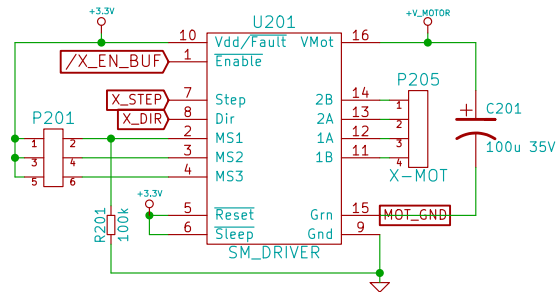 +3.3V
+V_MOTOR
U201
10 Vdd/Fault VMot 16
/X_EN_BUF 1 Enable
P201
P205
X_STEP 7 Step 2B 14 1
X_DIR 8 Dir 2A 13 2
1 2 2 MS1 1A 12 3
3 4 3 MS2 1B 11 4
5 6 4 MS3
X-MOT
C201
100u 35V
+3.3V
R201
100k
5 Reset Grn 15 MOT_GND
6 Sleep Gnd 9
SM_DRIVER